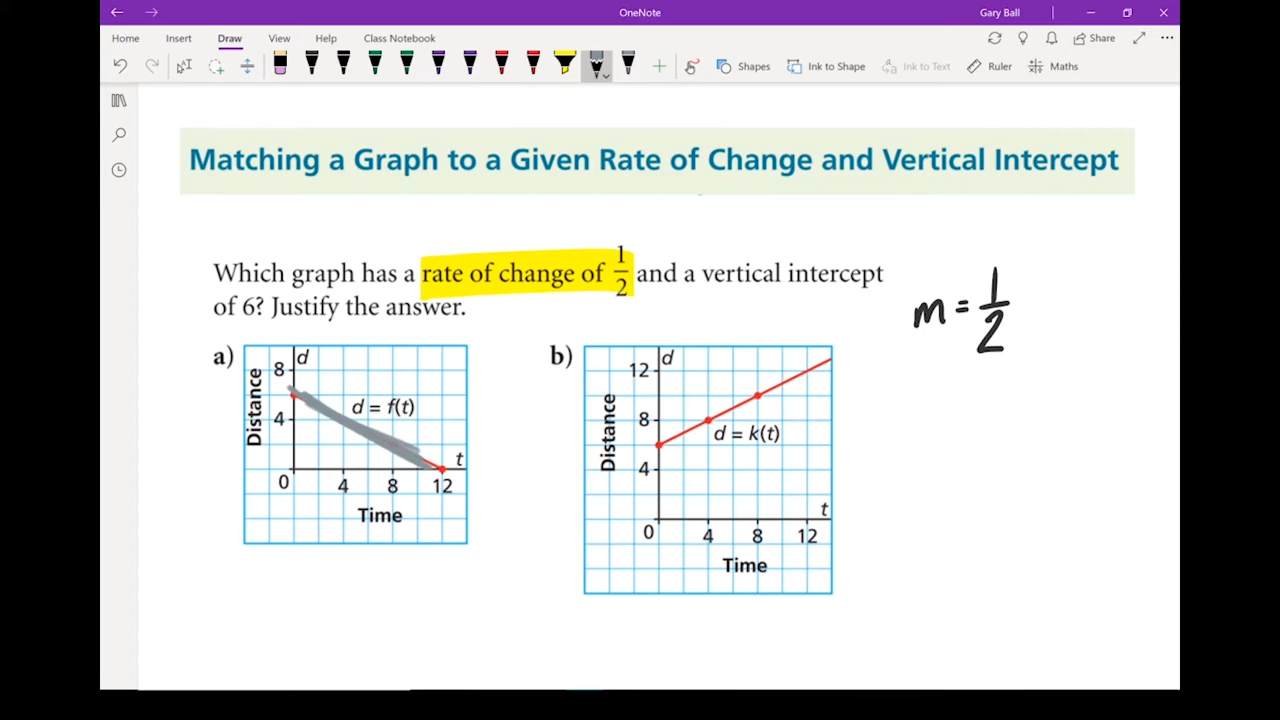 OneNote
Gary Ball
Home Insert Draw View Help Class Notebook
Share
Shapes Ink to Shape Ink to Text Ruler Maths
Matching a Graph to a Given Rate of Change and Vertical Intercept
Which graph has a rate of change of 1/2 and a vertical intercept
of 6? Justify the answer.
m = 1/2
a)
d
8
d = f(t)
4
Distance
t
0 4 8 12
Time
b)
d
12
8
d = k(t)
4
Distance
t
0 4 8 12
Time